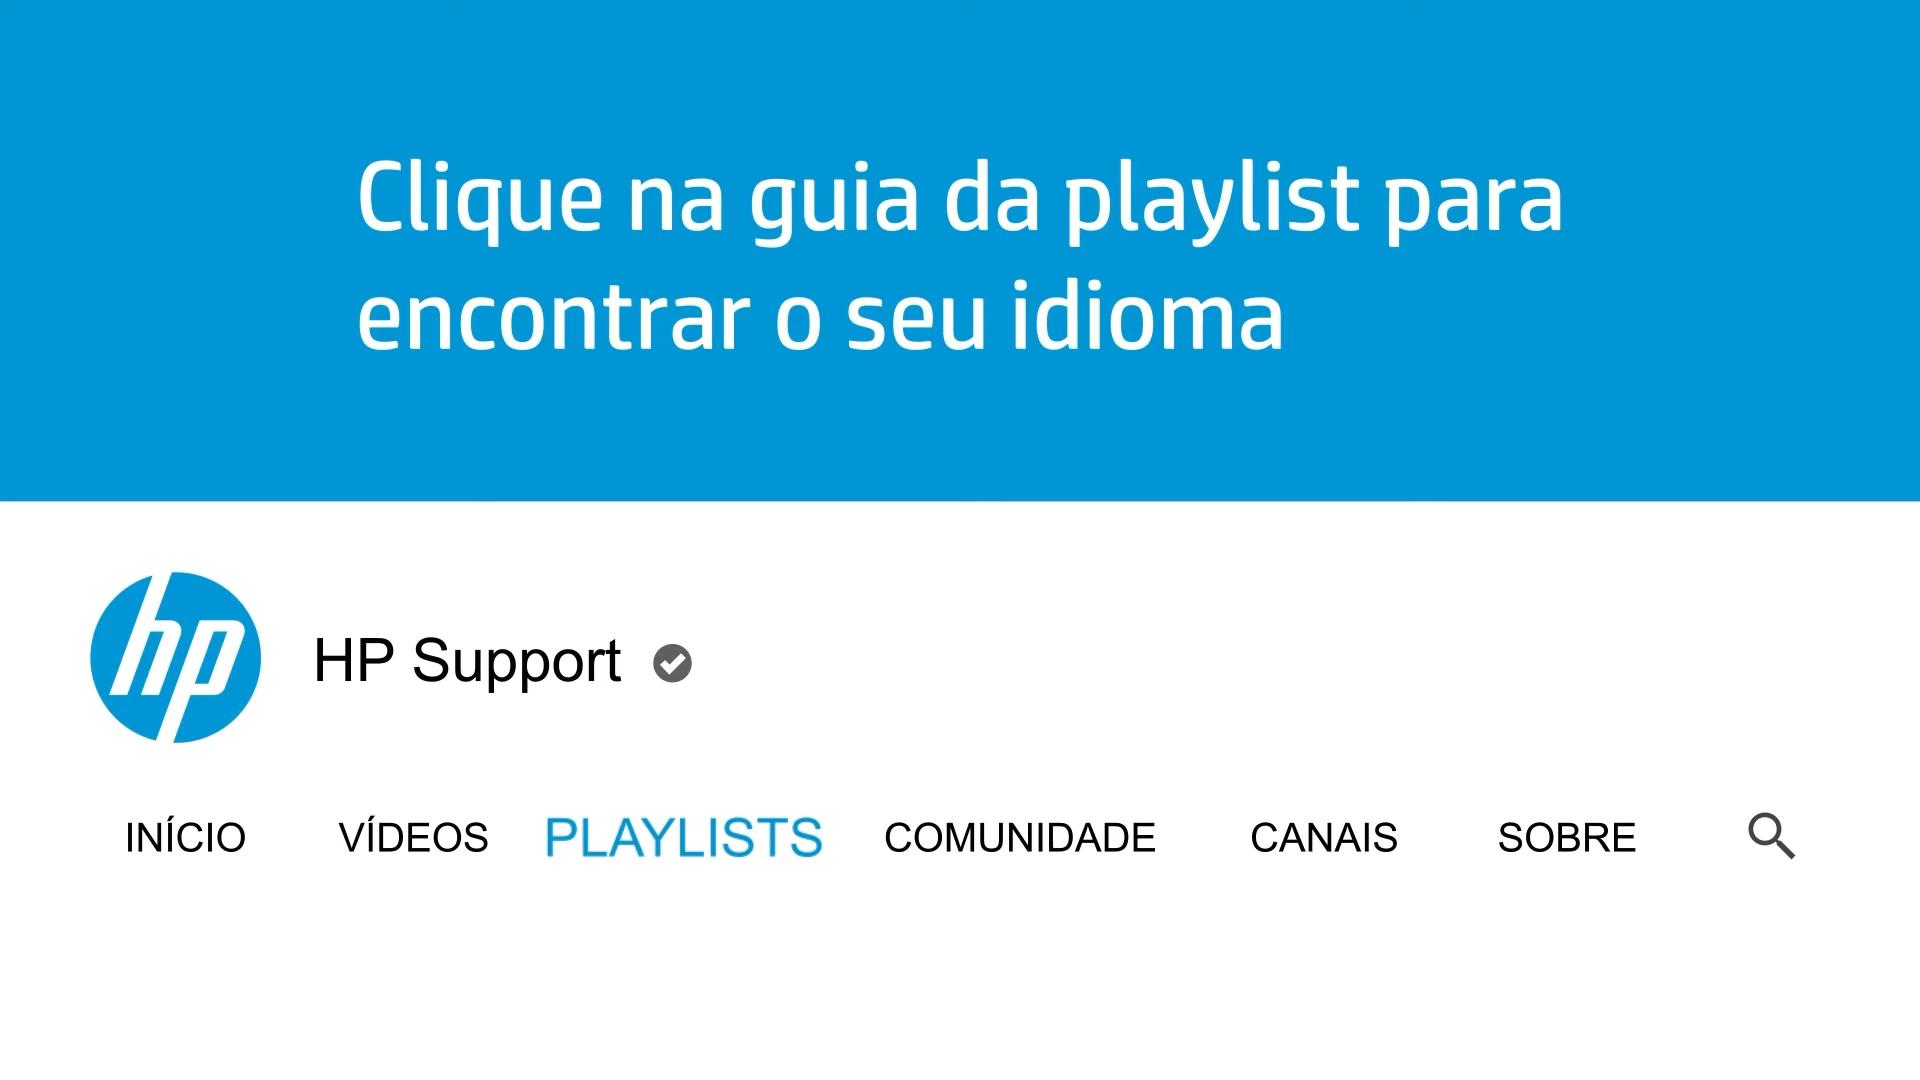 Clique na guia da playlist para
encontrar o seu idioma
hp
HP Support
INÍCIO VÍDEOS PLAYLISTS COMUNIDADE CANAIS SOBRE